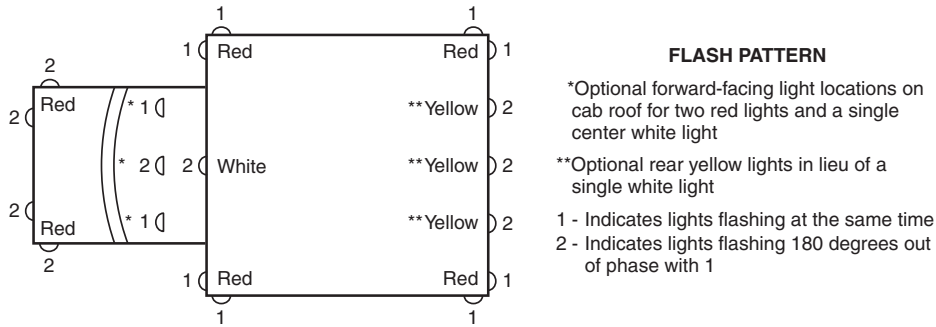 1 1
1 Red Red 1
FLASH PATTERN
2
*Optional forward-facing light locations on
cab roof for two red lights and a single
center white light
2 Red * 1 **Yellow 2
* 2 2 White **Yellow 2
**Optional rear yellow lights in lieu of a
single white light
2 Red * 1 **Yellow 2
1 - Indicates lights flashing at the same time
2 - Indicates lights flashing 180 degrees out
of phase with 1
2
1 Red Red 1
1 1